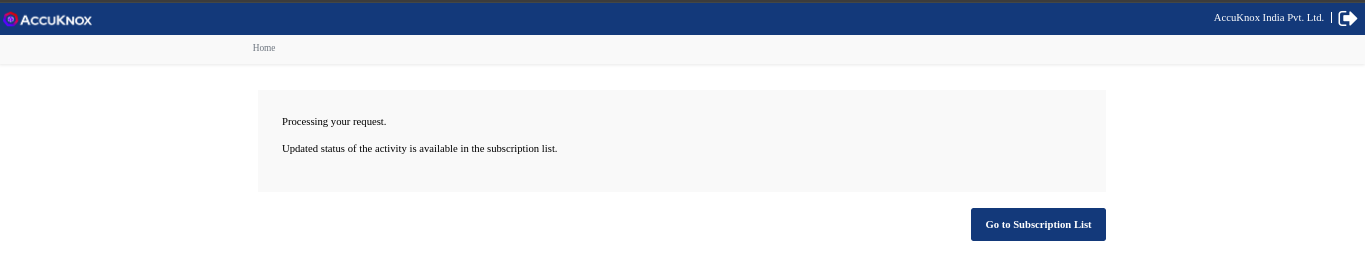 ACCUKNOX
AccuKnox India Pvt. Ltd. |
Home
Processing your request.
Updated status of the activity is available in the subscription list.
Go to Subscription List